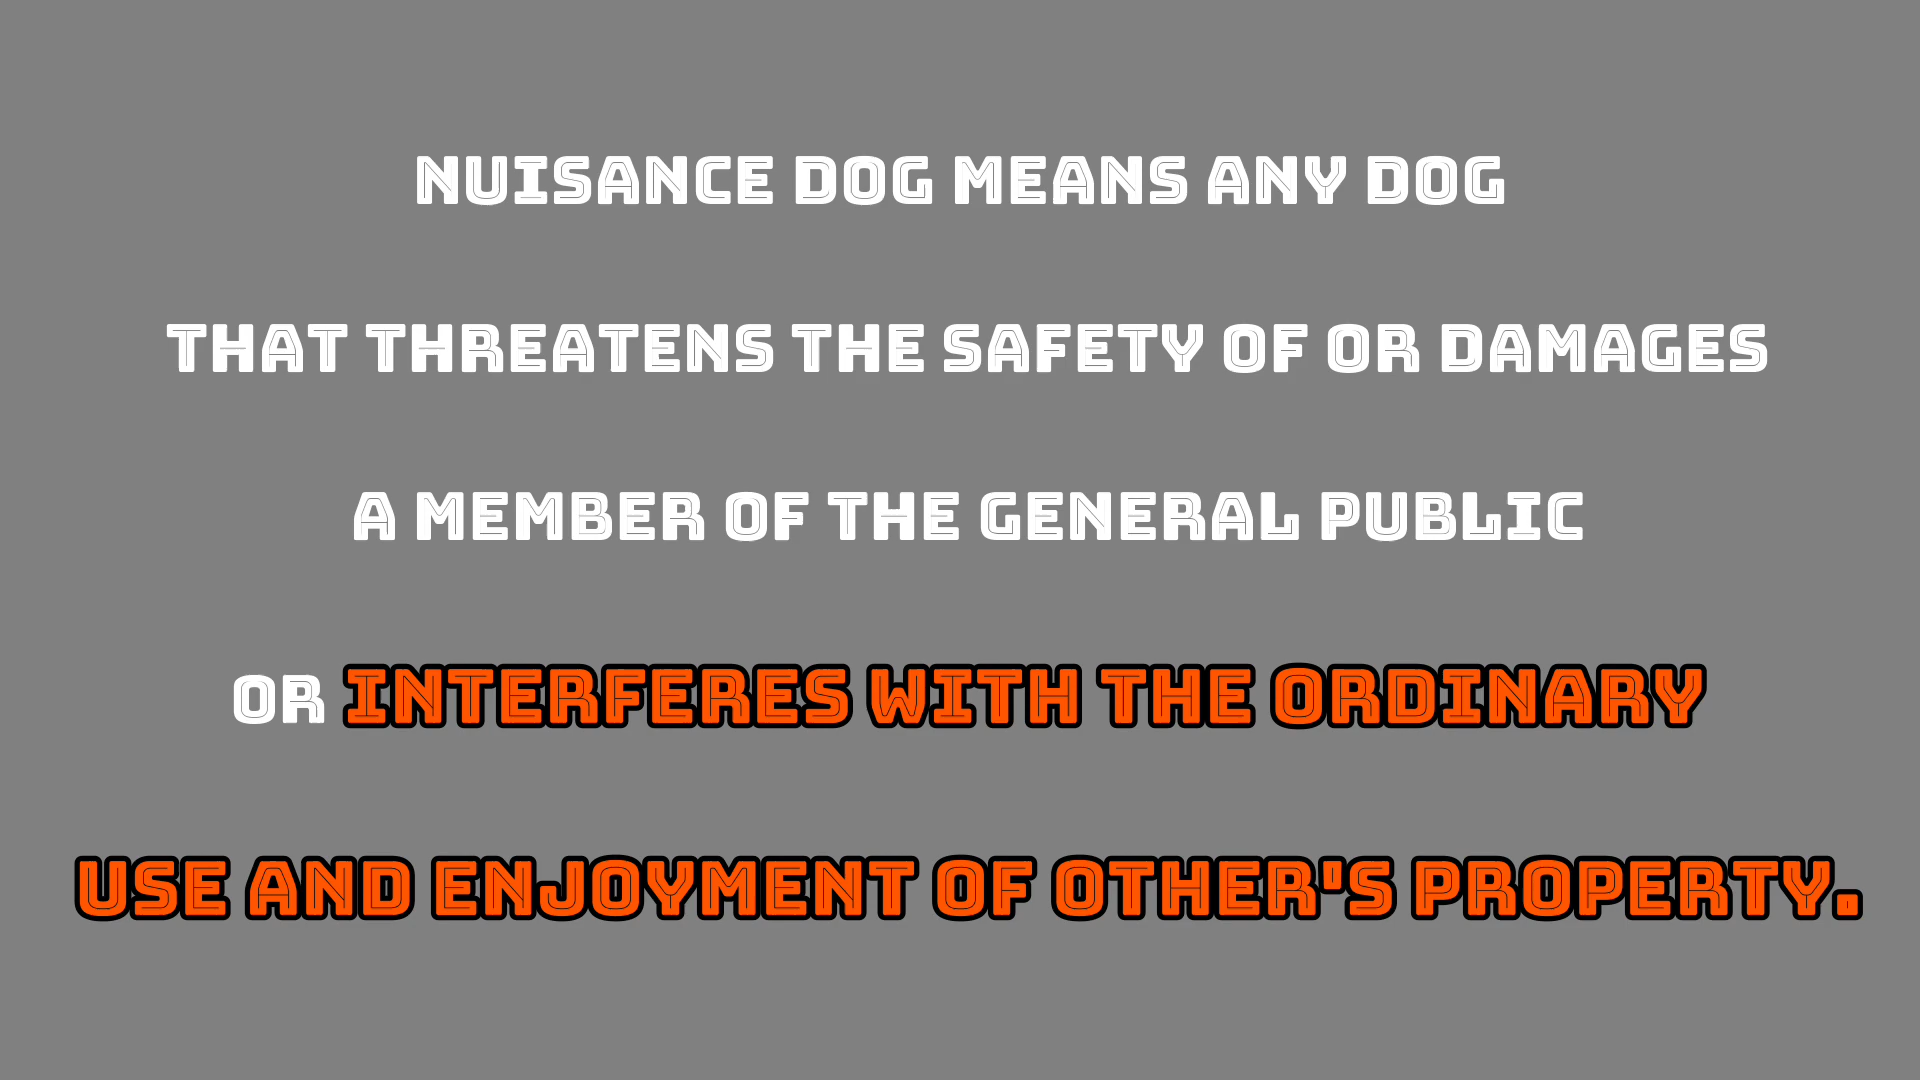 NUISANCE DOG MEANS ANY DOG
THAT THREATENS THE SAFETY OF OR DAMAGES
A MEMBER OF THE GENERAL PUBLIC
OR INTERFERES WITH THE ORDINARY
USE AND ENJOYMENT OF OTHER'S PROPERTY.